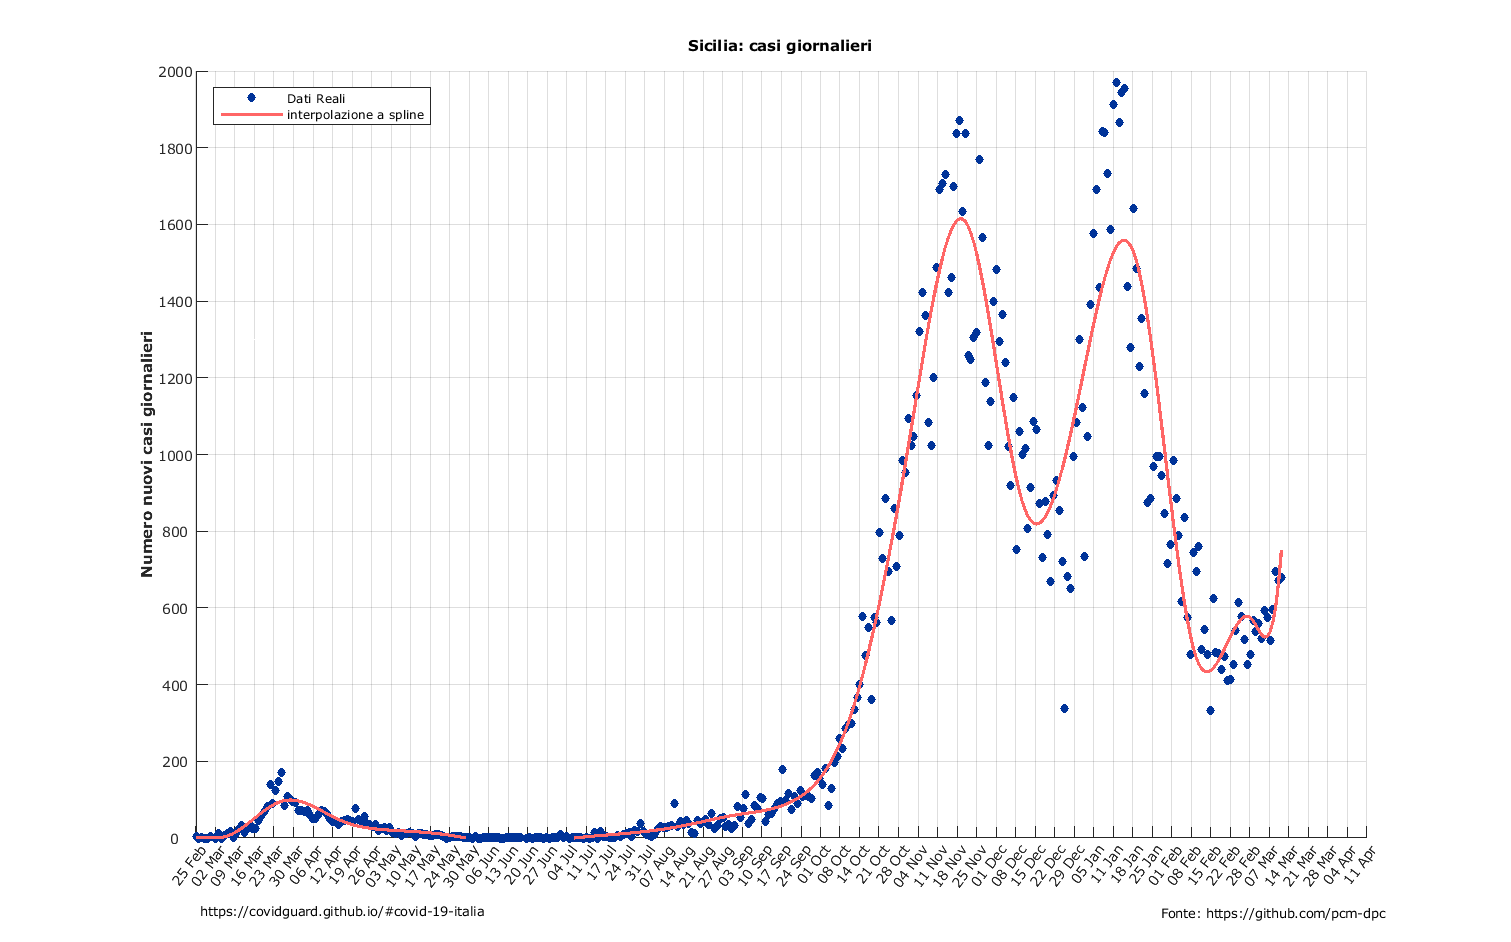 Sicilia: casi giornalieri
Dati Reali
interpolazione a spline
Numero nuovi casi giornalieri
2000
1800
1600
1400
1200
1000
800
600
400
200
0
25 Feb
02 Mar
09 Mar
16 Mar
23 Mar
30 Mar
06 Apr
12 Apr
19 Apr
26 Apr
03 May
10 May
17 May
24 May
30 May
06 Jun
13 Jun
20 Jun
27 Jun
04 Jul
11 Jul
17 Jul
24 Jul
31 Jul
07 Aug
14 Aug
21 Aug
27 Aug
03 Sep
10 Sep
17 Sep
24 Sep
01 Oct
08 Oct
14 Oct
21 Oct
28 Oct
04 Nov
11 Nov
18 Nov
25 Nov
01 Dec
08 Dec
15 Dec
22 Dec
29 Dec
05 Jan
11 Jan
18 Jan
25 Jan
01 Feb
08 Feb
15 Feb
22 Feb
28 Feb
07 Mar
14 Mar
21 Mar
28 Mar
04 Apr
11 Apr
https://covidguard.github.io/#covid-19-italia
Fonte: https://github.com/pcm-dpc